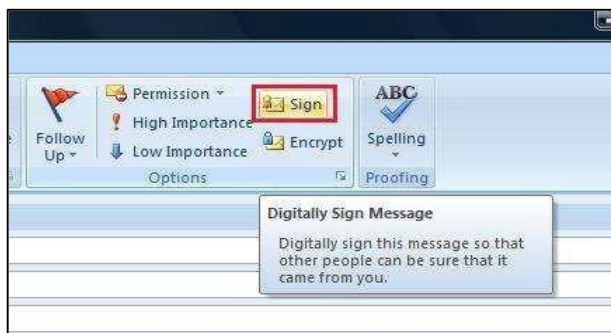 Permission
Sign
ABC
High Importance
Follow Up
Encrypt
Spelling
Low Importance
Options
Proofing
Digitally Sign Message
Digitally sign this message so that
other people can be sure that it
came from you.